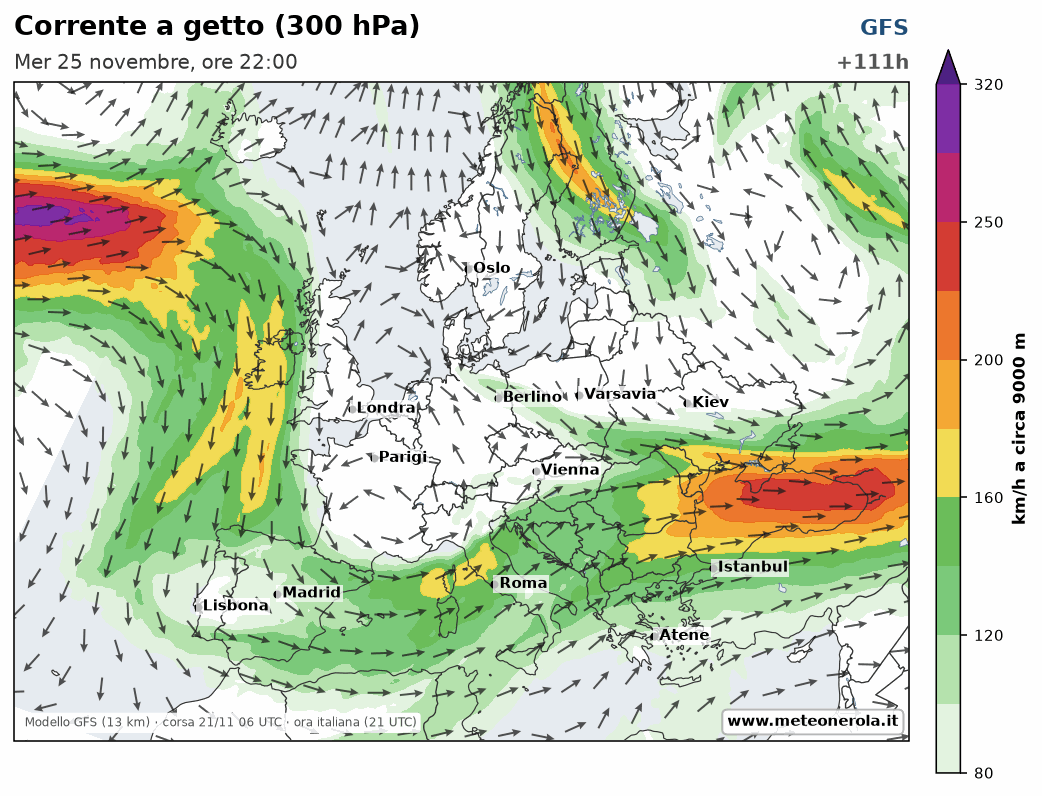 Corrente a getto (300 hPa)
GFS
Mer 25 novembre, ore 22:00
+111h
320
250
200
160
120
80
km/h a circa 9000 m
Oslo
Londra
Berlino
Varsavia
Kiev
Parigi
Vienna
Istanbul
Roma
Madrid
Lisbona
Atene
Modello GFS (13 km) · corsa 21/11 06 UTC · ora italiana (21 UTC)
www.meteonerola.it